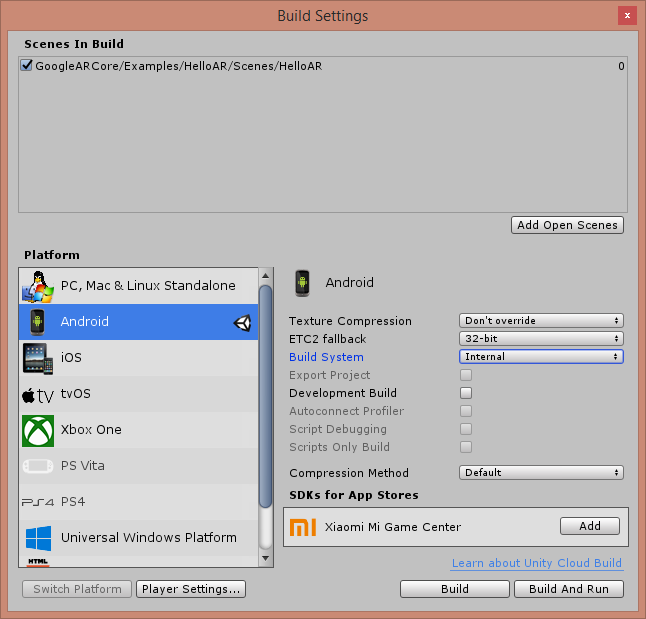 Build Settings
x
Scenes In Build
GoogleARCore/Examples/HelloAR/Scenes/HelloAR 0
Add Open Scenes
Platform
PC, Mac & Linux Standalone
Android
iOS
tv tvOS
Xbox One
PS Vita
PS4 PS4
Universal Windows Platform
HTML
Switch Platform
Player Settings...
Android
Texture Compression Don't override
ETC2 fallback 32-bit
Build System Internal
Export Project
Development Build
Autoconnect Profiler
Script Debugging
Scripts Only Build
Compression Method Default
SDKs for App Stores
mi Xiaomi Mi Game Center Add
Learn about Unity Cloud Build
Build
Build And Run